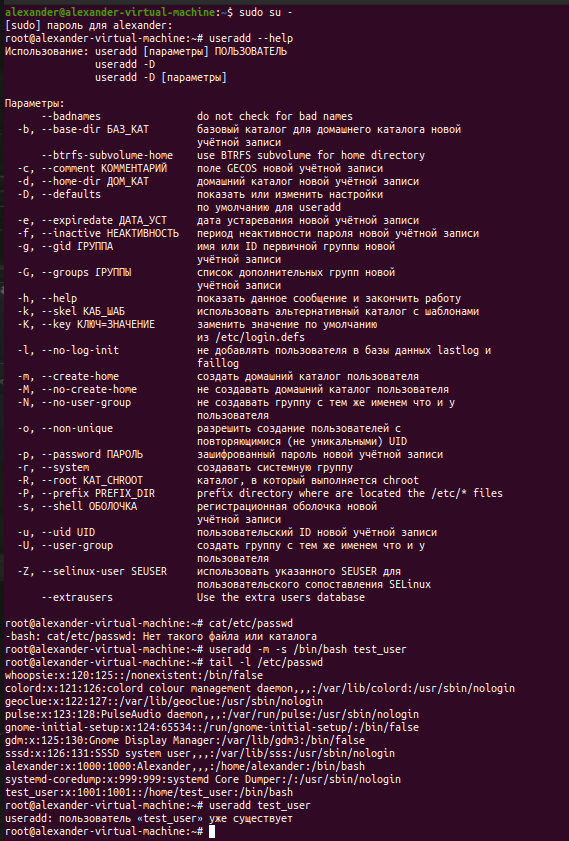 alexander@alexander-virtual-machine:~$ sudo su -
[sudo] пароль для alexander:
root@alexander-virtual-machine:~# useradd --help
Использование: useradd [параметры] ПОЛЬЗОВАТЕЛЬ
useradd -D
useradd -D [параметры]
Параметры:
--badnames do not check for bad names
-b, --base-dir БАЗ_КАТ базовый каталог для домашнего каталога новой
учётной записи
--btrfs-subvolume-home use BTRFS subvolume for home directory
-c, --comment КОММЕНТАРИЙ поле GECOS новой учётной записи
-d, --home-dir ДОМ_КАТ домашний каталог новой учётной записи
-D, --defaults показать или изменить настройки
по умолчанию для useradd
-e, --expiredate ДАТА_УСТ дата устаревания новой учётной записи
-f, --inactive НЕАКТИВНОСТЬ период неактивности пароля новой учётной записи
-g, --gid ГРУППА имя или ID первичной группы новой
учётной записи
-G, --groups ГРУППЫ список дополнительных групп новой
учётной записи
-h, --help показать данное сообщение и закончить работу
-k, --skel КАБ_ШАБ использовать альтернативный каталог с шаблонами
-K, --key КЛЮЧ=ЗНАЧЕНИЕ заменить значение по умолчанию
из /etc/login.defs
-l, --no-log-init не добавлять пользователя в базы данных lastlog и
faillog
-m, --create-home создать домашний каталог пользователя
-M, --no-create-home не создавать домашний каталог пользователя
-N, --no-user-group не создавать группу с тем же именем что и у
пользователя
-o, --non-unique разрешить создание пользователей с
повторяющимися (не уникальными) UID
-p, --password ПАРОЛЬ зашифрованный пароль новой учётной записи
-r, --system создавать системную группу
-R, --root КАТ_CHROOT каталог, в который выполняется chroot
-P, --prefix PREFIX_DIR prefix directory where are located the /etc/* files
-s, --shell ОБОЛОЧКА регистрационная оболочка новой
учётной записи
-u, --uid UID пользовательский ID новой учётной записи
-U, --user-group создать группу с тем же именем что и у
пользователя
-Z, --selinux-user SEUSER использовать указанного SEUSER для
пользовательского сопоставления SELinux
--extrausers Use the extra users database
root@alexander-virtual-machine:~# cat/etc/passwd
-bash: cat/etc/passwd: Нет такого файла или каталога
root@alexander-virtual-machine:~# useradd -m -s /bin/bash test_user
root@alexander-virtual-machine:~# tail -l /etc/passwd
whoopsie:x:120:125::/nonexistent:/bin/false
colord:x:121:126:colord colour management daemon,,,:/var/lib/colord:/usr/sbin/nologin
geoclue:x:122:127::/var/lib/geoclue:/usr/sbin/nologin
pulse:x:123:128:PulseAudio daemon,,,:/var/run/pulse:/usr/sbin/nologin
gnome-initial-setup:x:124:65534::/run/gnome-initial-setup/:/bin/false
gdm:x:125:130:Gnome Display Manager:/var/lib/gdm3:/bin/false
sssd:x:126:131:SSSD system user,,,:/var/lib/sss:/usr/sbin/nologin
alexander:x:1000:1000:Alexander,,,:/home/alexander:/bin/bash
systemd-coredump:x:999:999:systemd Core Dumper:/:/usr/sbin/nologin
test_user:x:1001:1001::/home/test_user:/bin/bash
root@alexander-virtual-machine:~# useradd test_user
useradd: пользователь «test_user» уже существует
root@alexander-virtual-machine:~#